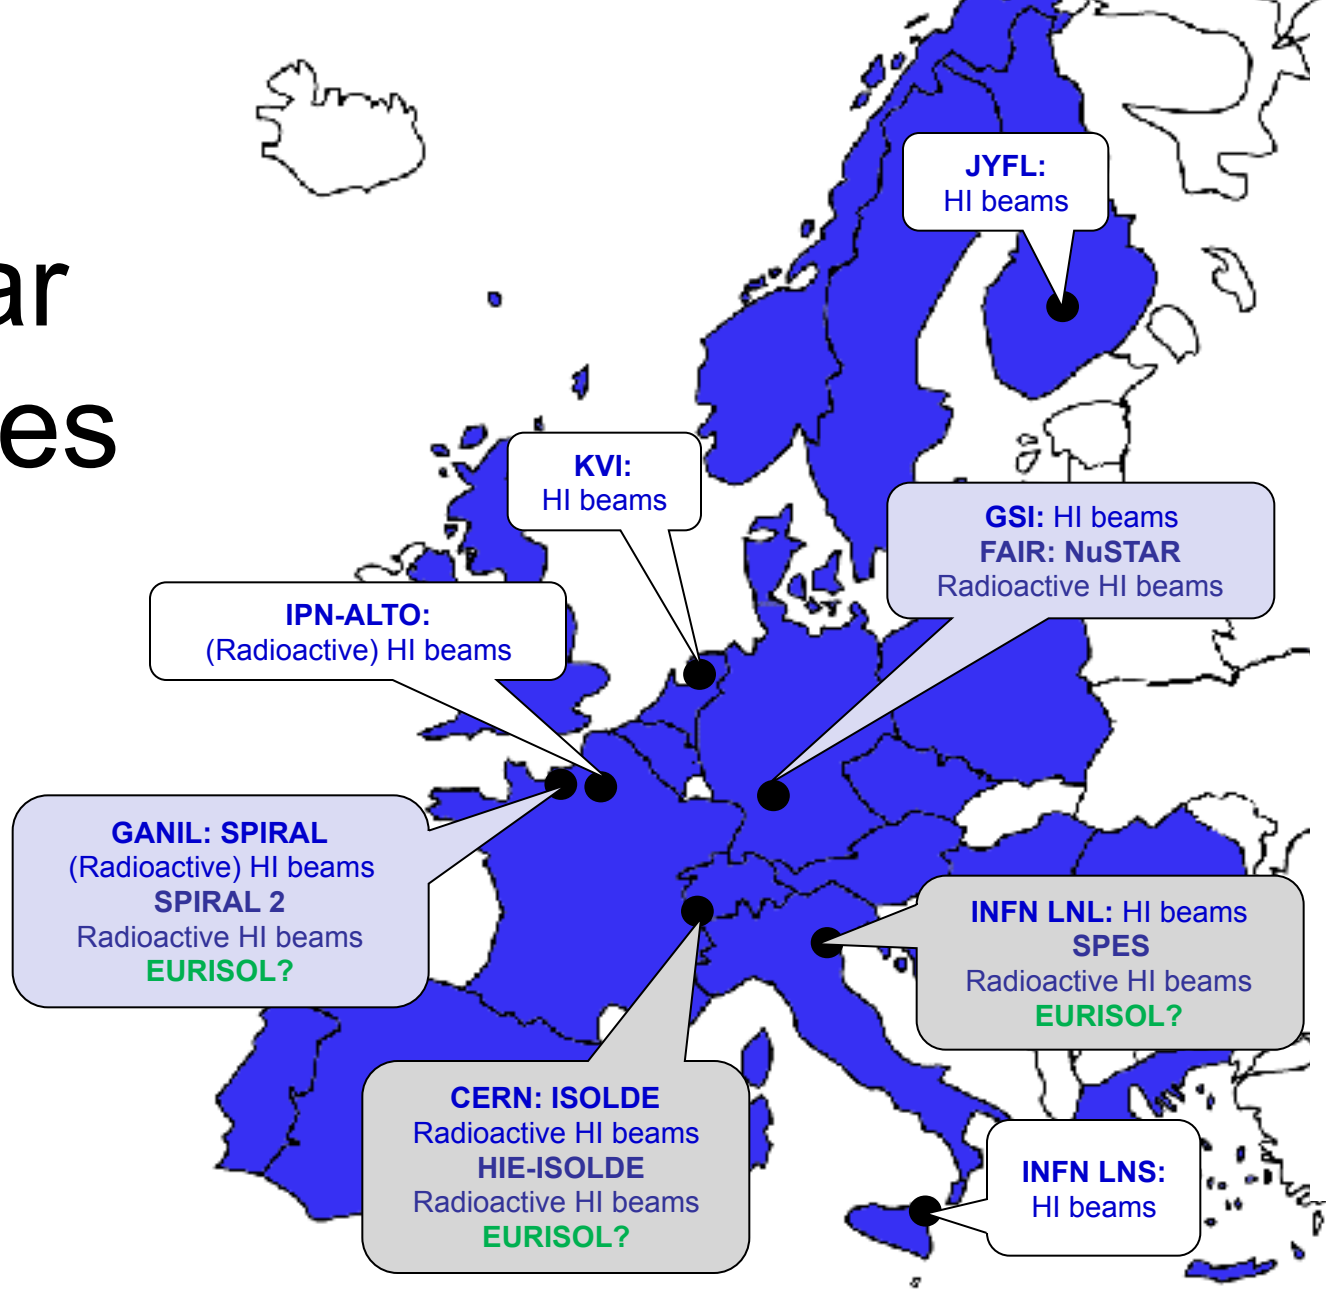 ar
es
JYFL:
HI beams
KVI:
HI beams
GSI: HI beams
FAIR: NuSTAR
Radioactive HI beams
IPN-ALTO:
(Radioactive) HI beams
GANIL: SPIRAL
(Radioactive) HI beams
SPIRAL 2
Radioactive HI beams
EURISOL?
INFN LNL: HI beams
SPES
Radioactive HI beams
EURISOL?
CERN: ISOLDE
Radioactive HI beams
HIE-ISOLDE
Radioactive HI beams
EURISOL?
INFN LNS:
HI beams